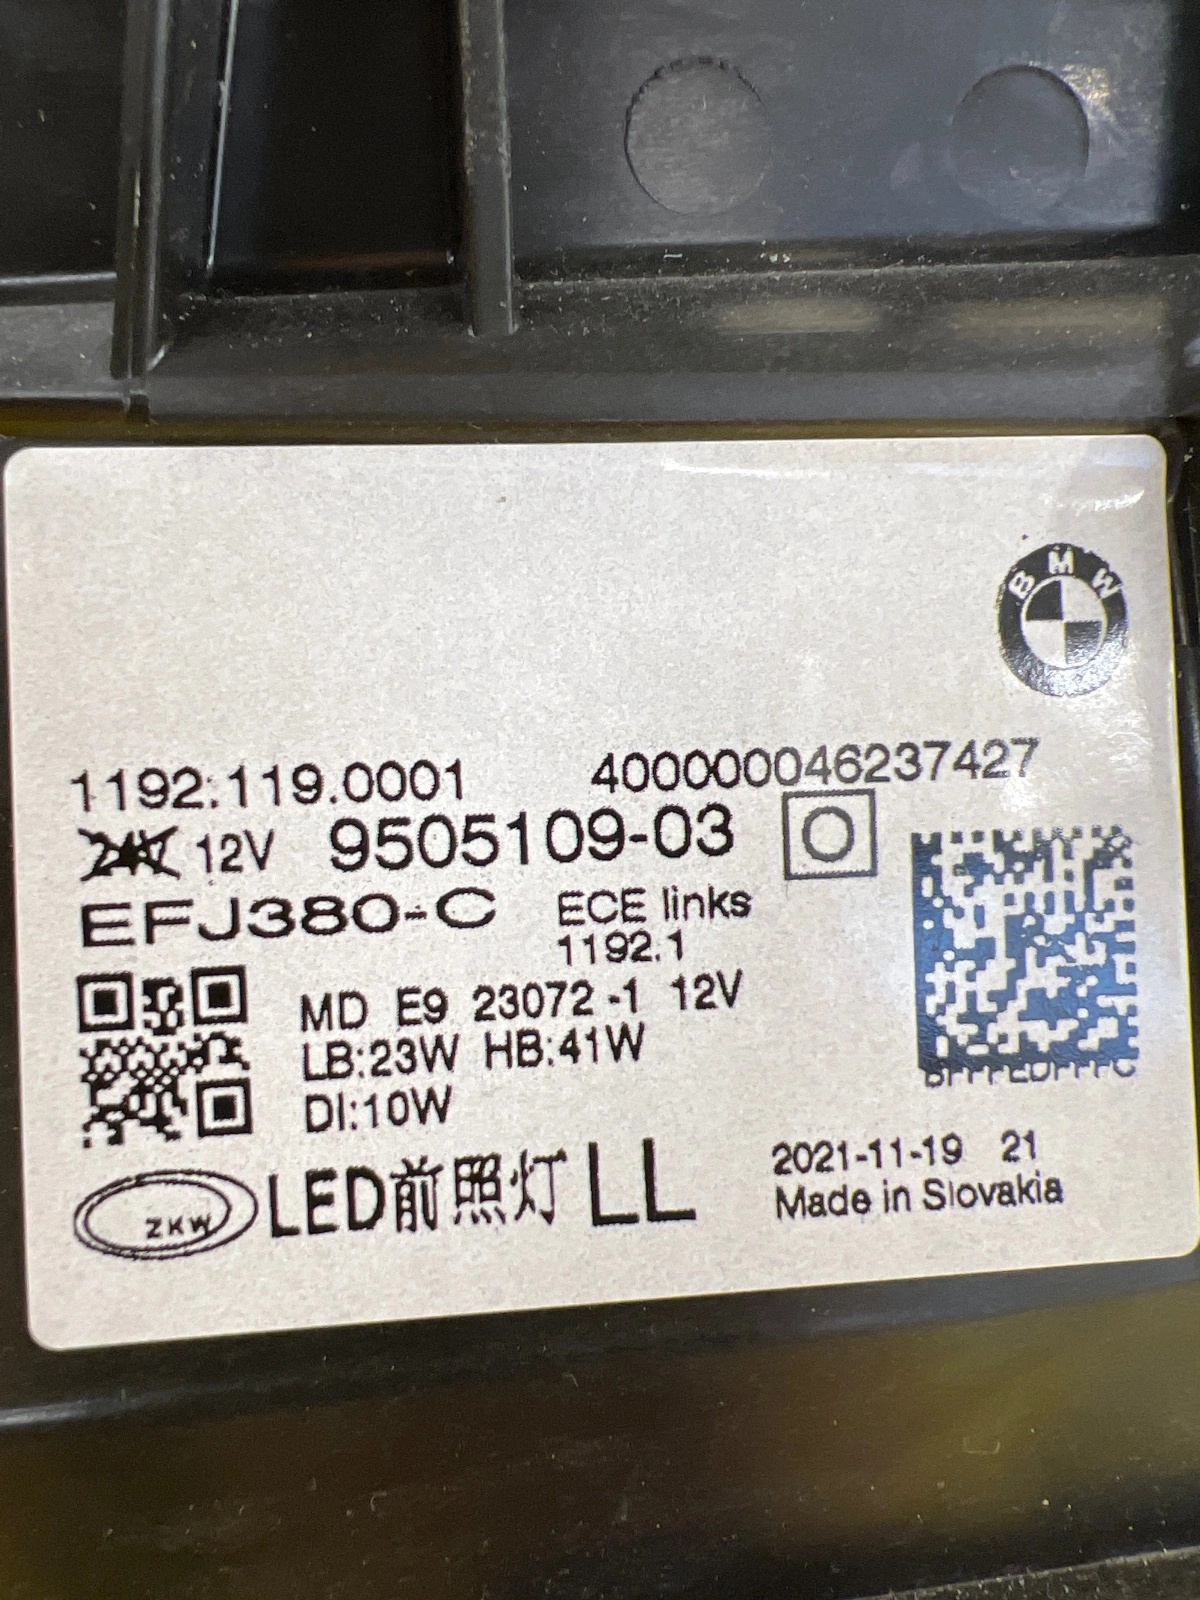 BMW
1192.119.0001 400000046237427
24V 12V 9505109-03
EFJ380-C ECE links
1192.1
MD E9 23072 -1 12V
LB:23W HB:41W
DI:10W
ZKW LED前照灯 LL
2021-11-19 21
Made in Slovakia